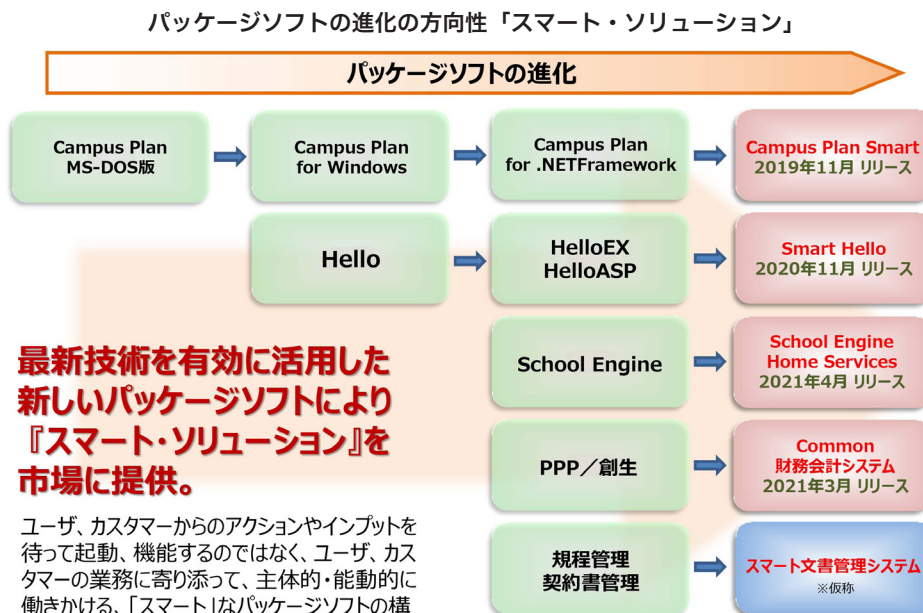 パッケージソフトの進化の方向性「スマート・ソリューション」
パッケージソフトの進化
Campus Plan
MS-DOS版
Campus Plan
for Windows
Campus Plan
for .NETFramework
Campus Plan Smart
2019年11月 リリース
Hello
HelloEX
HelloASP
Smart Hello
2020年11月 リリース
School Engine
School Engine
Home Services
2021年4月 リリース
PPP／創生
Common
財務会計システム
2021年3月 リリース
規程管理
契約書管理
スマート文書管理システム
※仮称
最新技術を有効に活用した
新しいパッケージソフトにより
『スマート・ソリューション』を
市場に提供。
ユーザ、カスタマーからのアクションやインプットを
待って起動、機能するのではなく、ユーザ、カス
タマーの業務に寄り添って、主体的・能動的に
働きかける、「スマート」なパッケージソフトの構